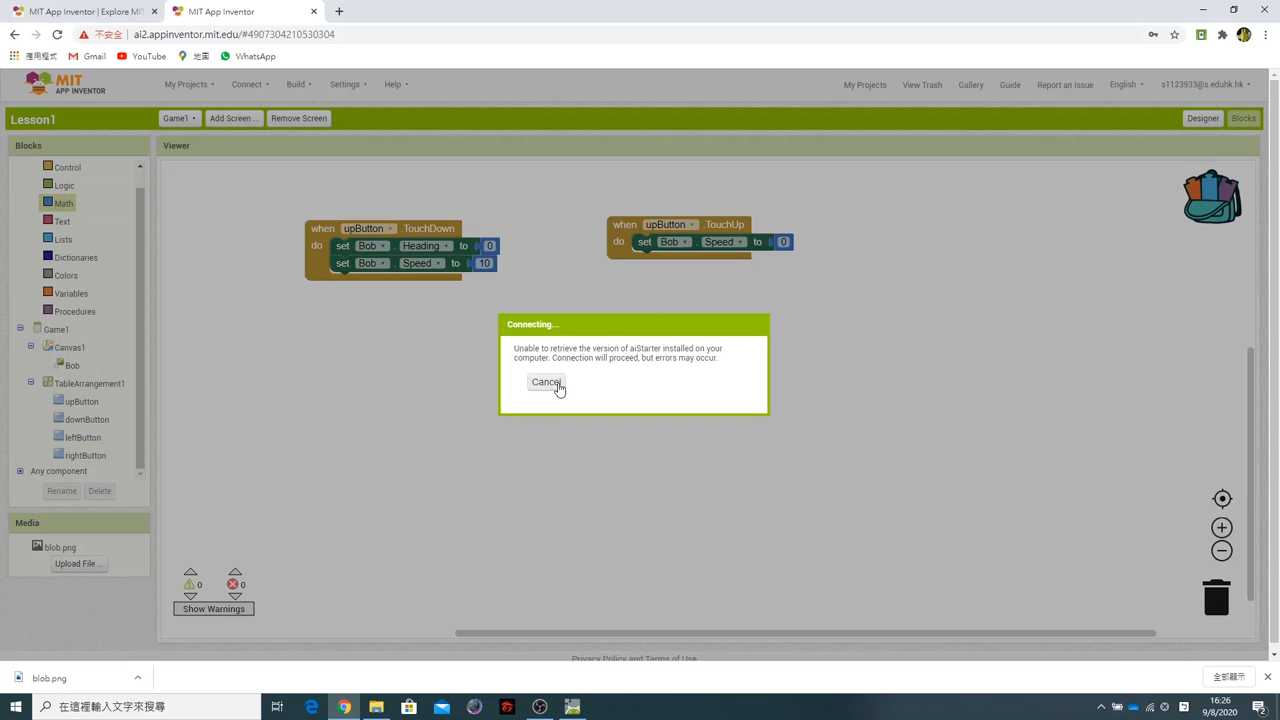 MIT App Inventor | Explore MIT
MIT App Inventor
不安全
ai2.appinventor.mit.edu/#4907304210530304
應用程式
Gmail
YouTube
地圖
WhatsApp
MIT
APP INVENTOR
My Projects
Connect
Build
Settings
Help
My Projects
View Trash
Gallery
Guide
Report an Issue
English
s1123933@s.eduhk.hk
Lesson1
Game1
Add Screen ...
Remove Screen
Designer
Blocks
Blocks
Viewer
Control
Logic
Math
Text
Lists
Dictionaries
Colors
Variables
Procedures
Game1
Canvas1
Bob
TableArrangement1
upButton
downButton
leftButton
rightButton
Any component
Rename
Delete
Media
blob.png
Upload File ...
when upButton .TouchDown
do set Bob . Heading to 0
set Bob . Speed to 10
when upButton .TouchUp
do set Bob . Speed to 0
Connecting...
Unable to retrieve the version of aiStarter installed on your
computer. Connection will proceed, but errors may occur.
Cancel
0
0
Show Warnings
Privacy Policy and Terms of Use
blob.png
全部顯示
在這裡輸入文字來搜尋
16:26
9/8/2020
2